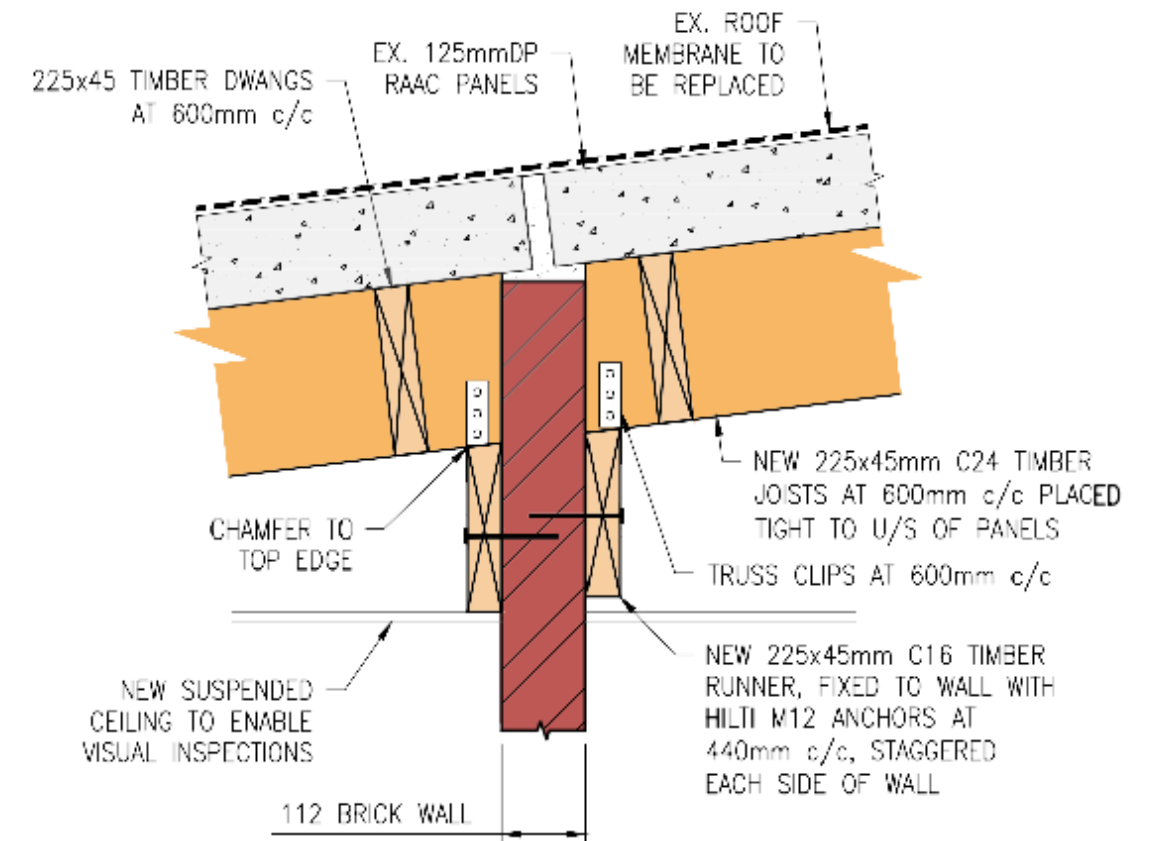 EX. ROOF
MEMBRANE TO
BE REPLACED
EX. 125mmDP
RAAC PANELS
225x45 TIMBER DWANGS
AT 600mm c/c
CHAMFER TO
TOP EDGE
NEW 225x45mm C24 TIMBER
JOISTS AT 600mm c/c PLACED
TIGHT TO U/S OF PANELS
TRUSS CLIPS AT 600mm c/c
NEW 225x45mm C16 TIMBER
RUNNER, FIXED TO WALL WITH
HILTI M12 ANCHORS AT
440mm c/c, STAGGERED
EACH SIDE OF WALL
NEW SUSPENDED
CEILING TO ENABLE
VISUAL INSPECTIONS
112 BRICK WALL